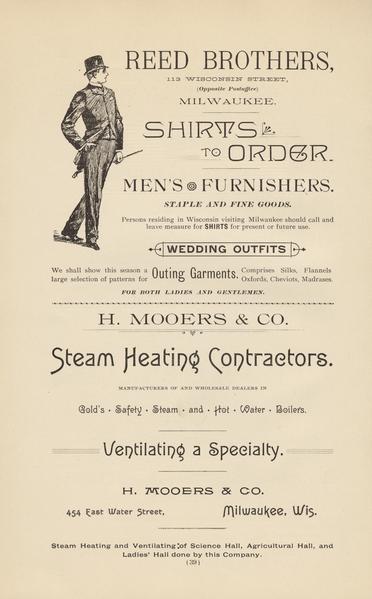 REED BROTHERS,
113 WISCONSIN STREET,
(Opposite Postoffice)
MILWAUKEE.
SHIRTS
TO ORDER.
MEN'S FURNISHERS.
STAPLE AND FINE GOODS.
Persons residing in Wisconsin visiting Milwaukee should call and
leave measure for SHIRTS for present or future use.
WEDDING OUTFITS
We shall show this season a large selection of patterns for Outing Garments. Comprises Silks, Flannels Oxfords, Cheviots, Madrases.
FOR BOTH LADIES AND GENTLEMEN.
H. MOOERS & CO.
Steam Heating Contractors.
MANUFACTURERS OF AND WHOLESALE DEALERS IN
Gold's · Safety · Steam · and · Hot · Water · Boilers.
Ventilating a Specialty.
H. MOOERS & CO.
454 East Water Street, Milwaukee, Wis.
Steam Heating and Ventilating of Science Hall, Agricultural Hall, and
Ladies' Hall done by this Company.
(39)